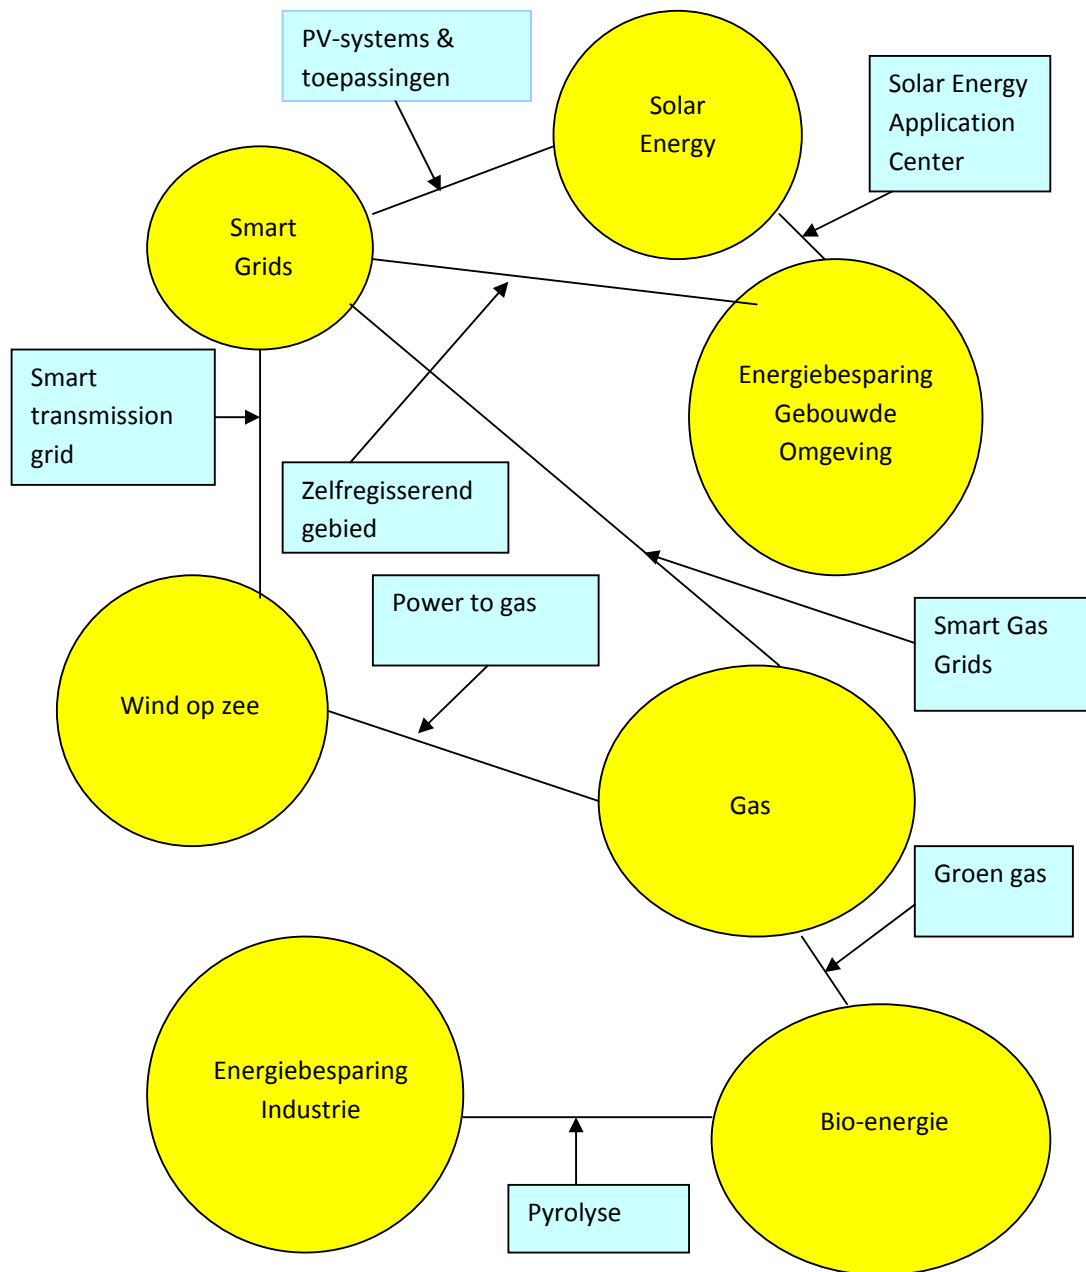 PV-systems &
toepassingen
Solar
Energy
Solar Energy
Application
Center
Smart
Grids
Smart
transmission
grid
Energiebesparing
Gebouwde
Omgeving
Zelfregisserend
gebied
Power to gas
Smart Gas
Grids
Wind op zee
Gas
Groen gas
Energiebesparing
Industrie
Bio-energie
Pyrolyse